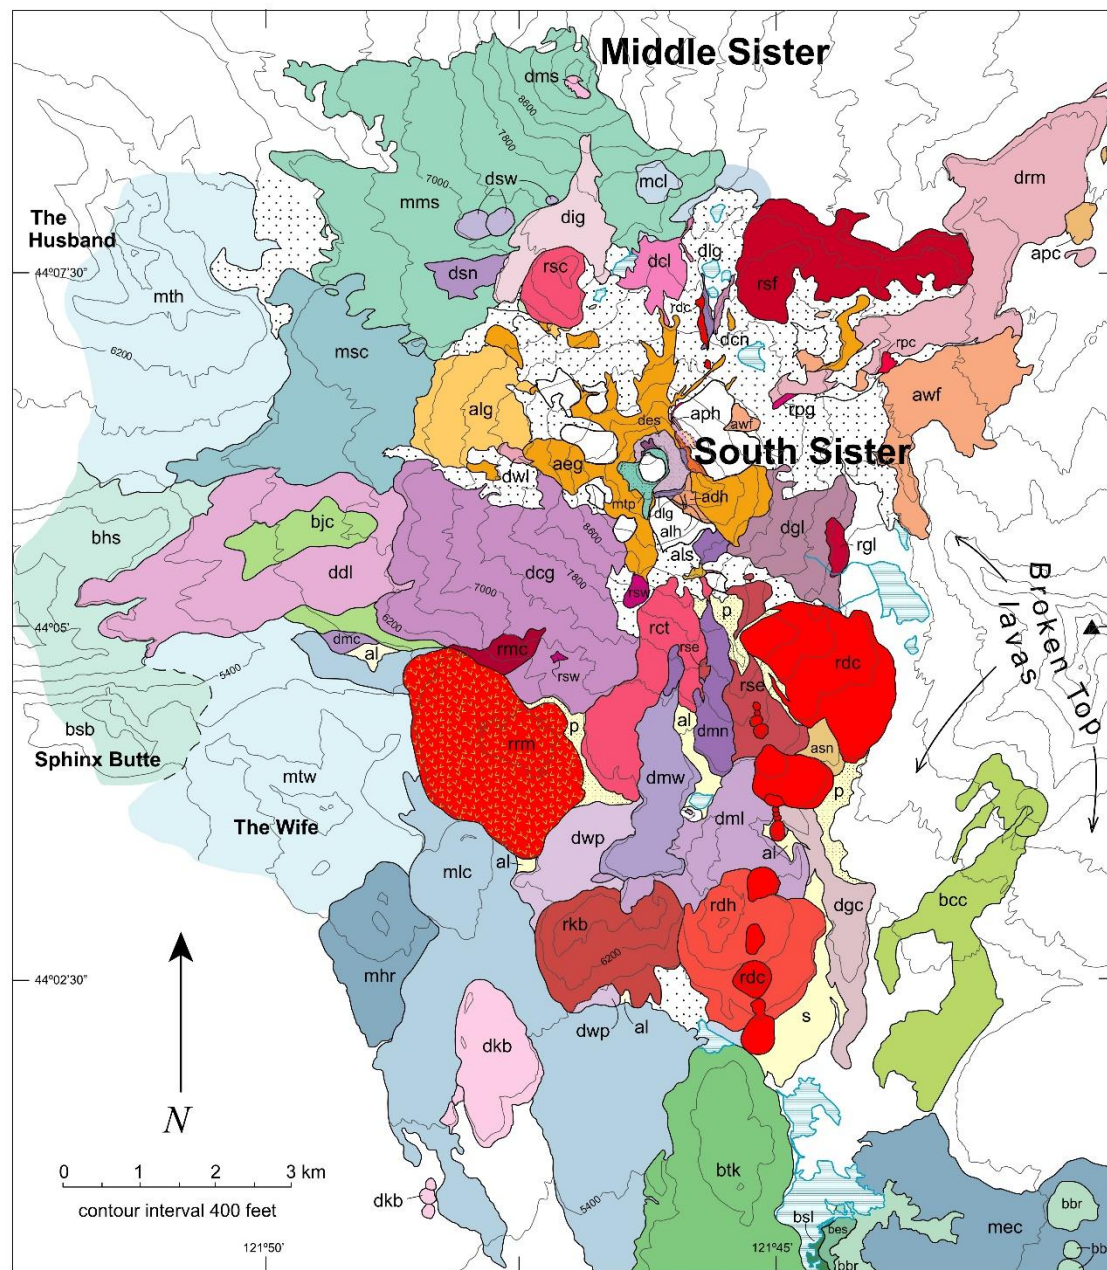 Middle Sister
dms
8600
7800
7000
mcl
dsw
mms
dig
drm
The
Husband
dlg
apc
44°07'30"
dsn
rsc
dcl
rsf
mth
rdc
6200
msc
dcn
rpc
alg
aph
awf
rpg
des
awf
South Sister
aeg
dwl
mtp
adh
dlg
bjc
bhs
8600
alh
dgl
rgl
ddl
dcg
7800
als
7000
rsw
Broken Top
lavas
44°05'
6200
p
rct
dmc
rmc
al
rse
rdc
5400
rsw
rse
bsb
p
al
dmn
Sphinx Butte
rrm
asn
mtw
dmw
p
The Wife
dml
dwp
al
al
mlc
bcc
rdh
dgc
rkb
6200
44°02'30"
mhr
rdc
s
dwp
al
dkb
N
0 1 2 3 km
btk
contour interval 400 feet
dkb
5400
bbr
bsl
bes
mec
bb
121°50'
121°45'
bbr